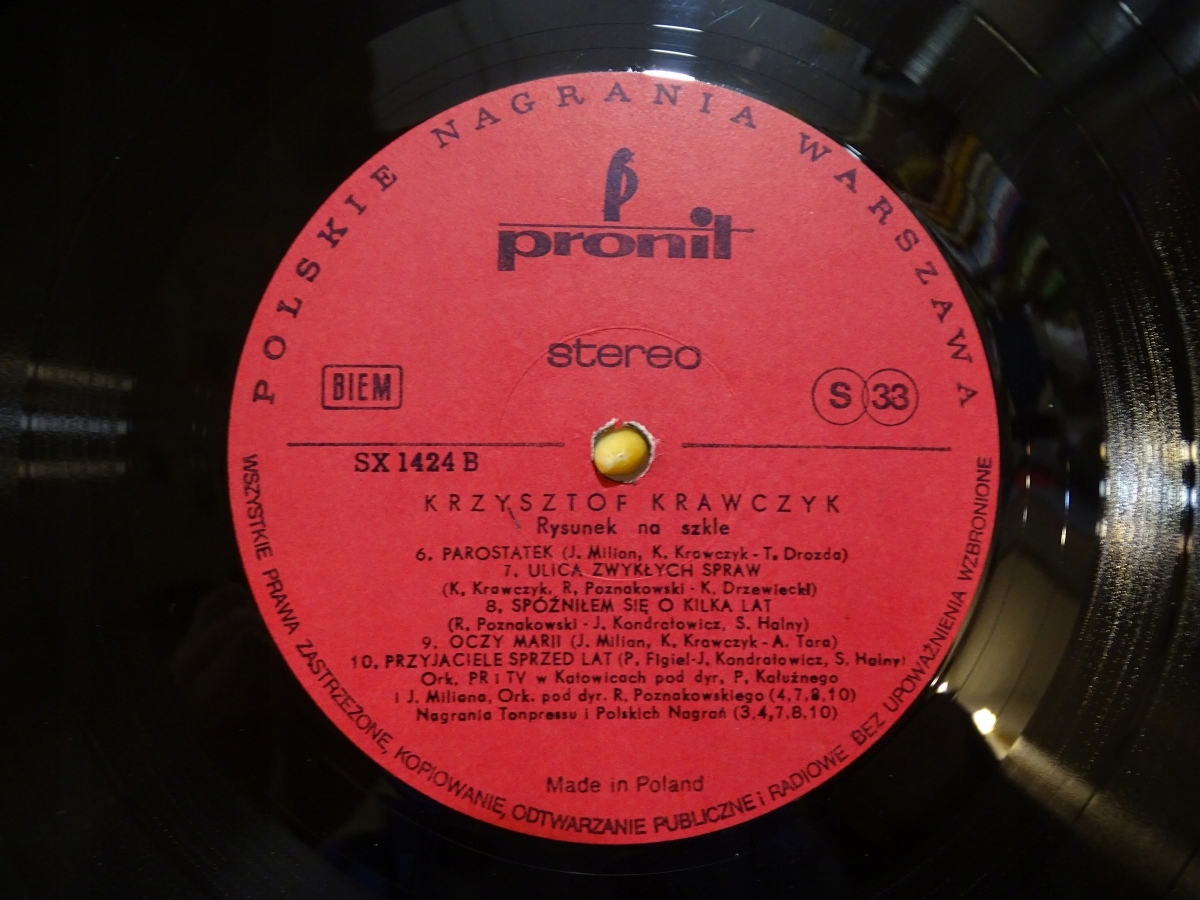 POLSKIE NAGRANIA WARSZAWA
pronit
stereo
BIEM
S 33
SX 1424 B
KRZYSZTOF KRAWCZYK
Rysunek na szkle
6. PAROSTATEK (J. Milian, K. Krawczyk - T. Drozda)
7. ULICA ZWYKŁYCH SPRAW
(K. Krawczyk, R. Poznakowski - K. Drzewiecki)
8. SPÓŹNIŁEM SIĘ O KILKA LAT
(R. Poznakowski - J. Kondratowicz, S. Halny)
9. OCZY MARII (J. Milian, K. Krawczyk - A. Tara)
10. PRZYJACIELE SPRZED LAT (P. Figiel-J. Kondratowicz, S. Halny)
Ork. PR i TV w Katowicach pod dyr. P. Kałużnego
i J. Miliana, Ork. pod dyr. R. Poznakowskiego (4,7,8,10)
Nagrania Tonpressu i Polskich Nagrań (3,4,7,8,10)
Made in Poland
WSZYSTKIE PRAWA ZASTRZEŻONE, KOPIOWANIE, ODTWARZANIE PUBLICZNE i RADIOWE BEZ UPOWAŻNIENIA WZBRONIONE